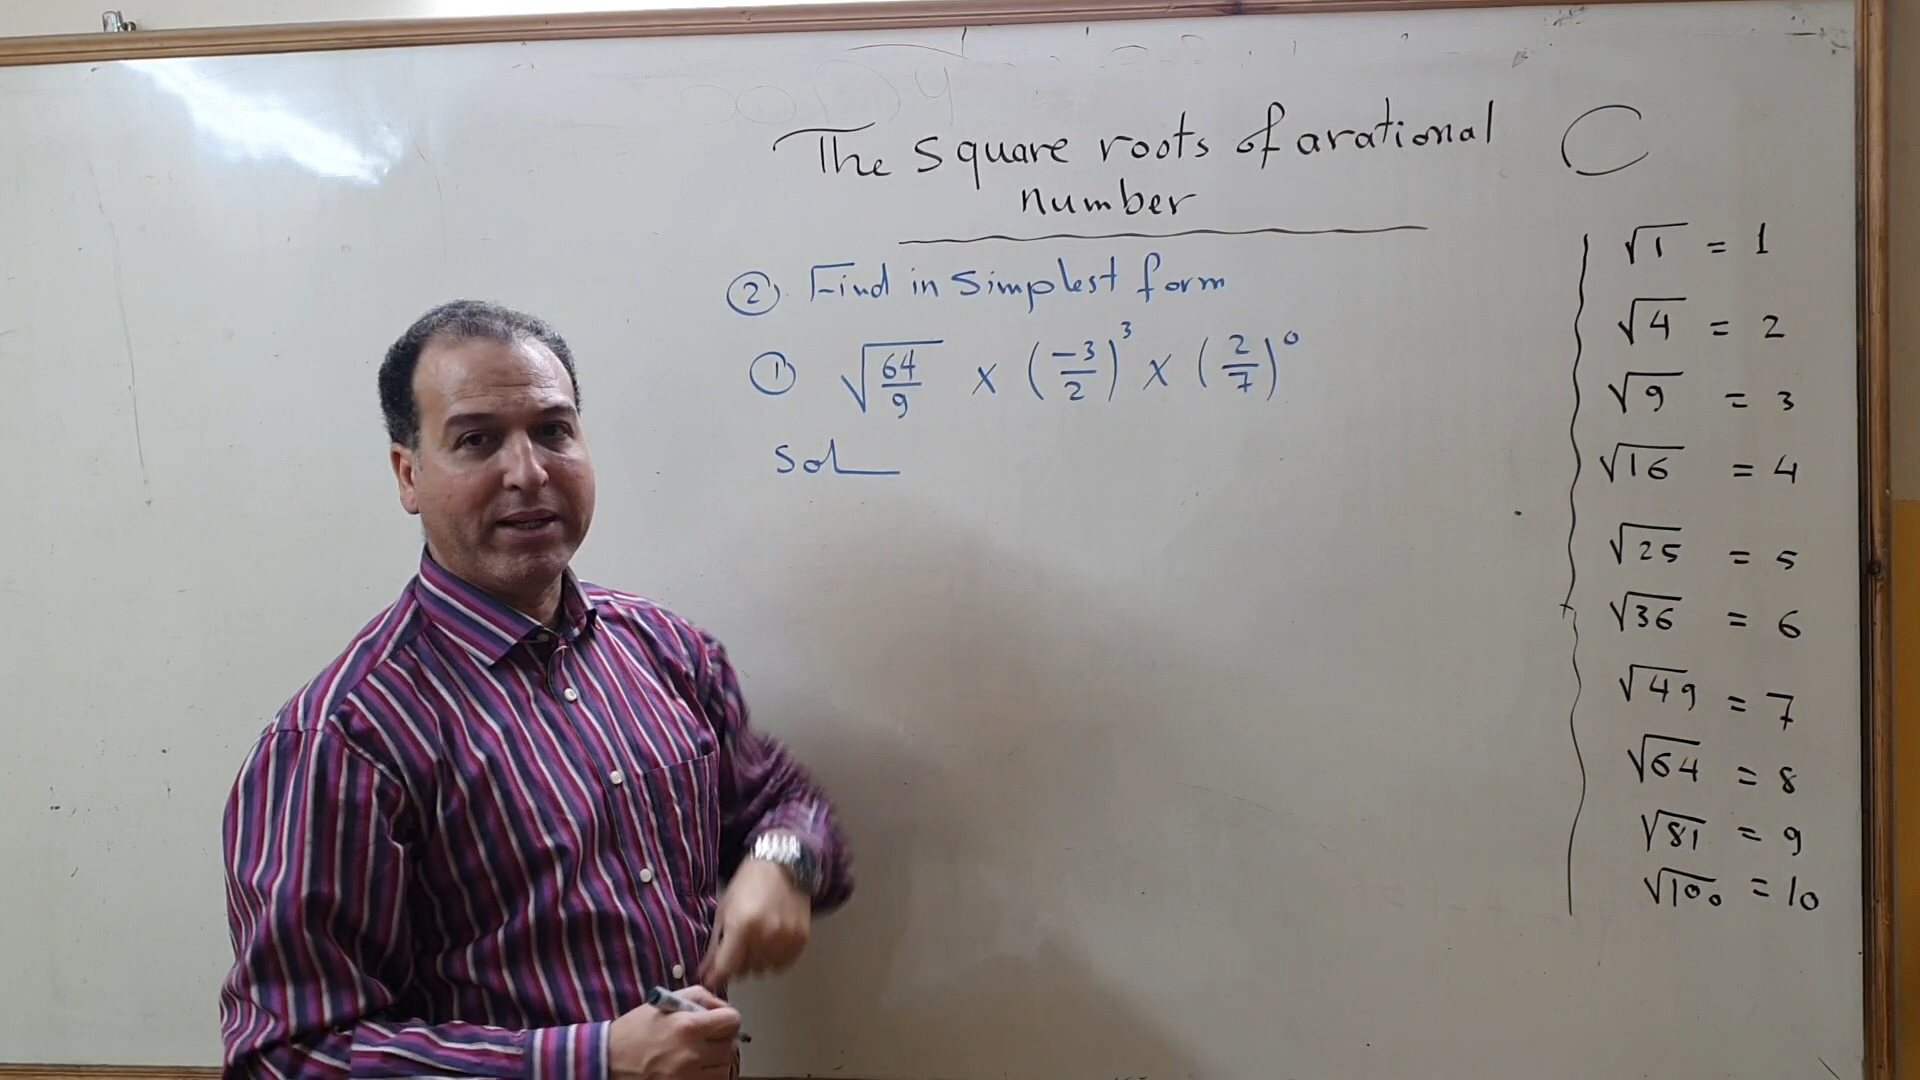 The square roots of a rational C
number
② Find in simplest form
① √(64/9) × (-3/2)³ × (2/7)⁰
Sol
√1 = 1
√4 = 2
√9 = 3
√16 = 4
√25 = 5
√36 = 6
√49 = 7
√64 = 8
√81 = 9
√100 = 10